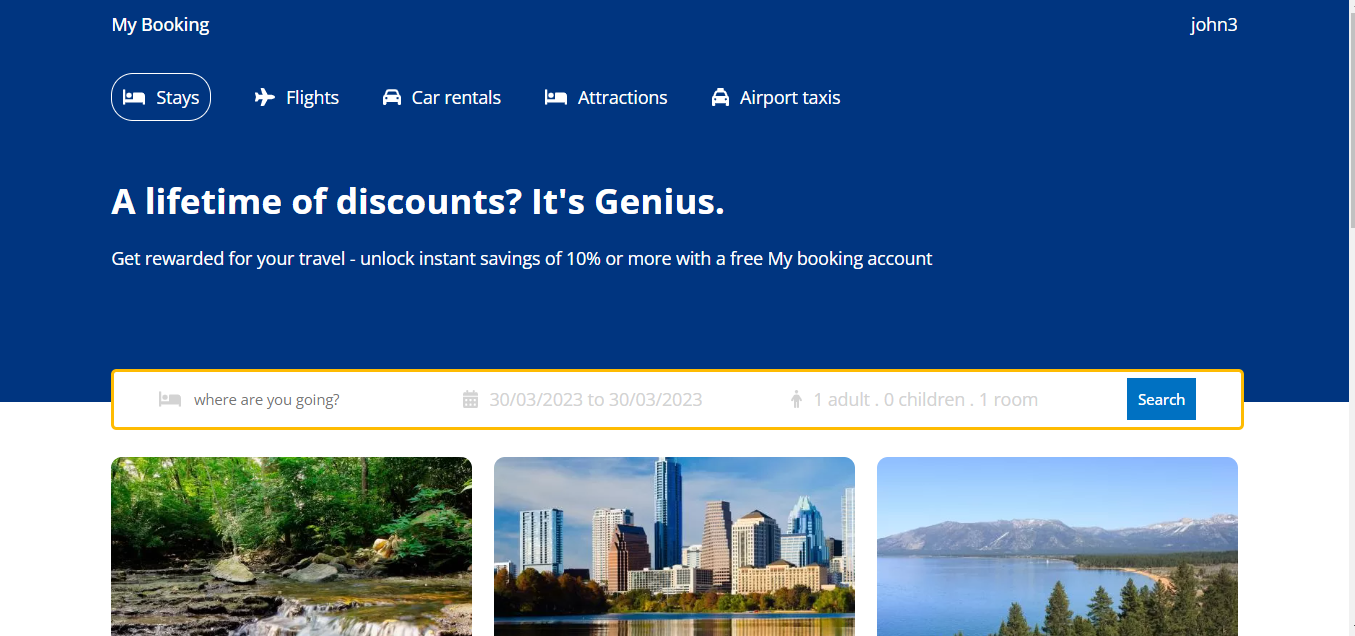 My Booking
john3
Stays
Flights
Car rentals
Attractions
Airport taxis
A lifetime of discounts? It's Genius.
Get rewarded for your travel - unlock instant savings of 10% or more with a free My booking account
where are you going?
30/03/2023 to 30/03/2023
1 adult . 0 children . 1 room
Search